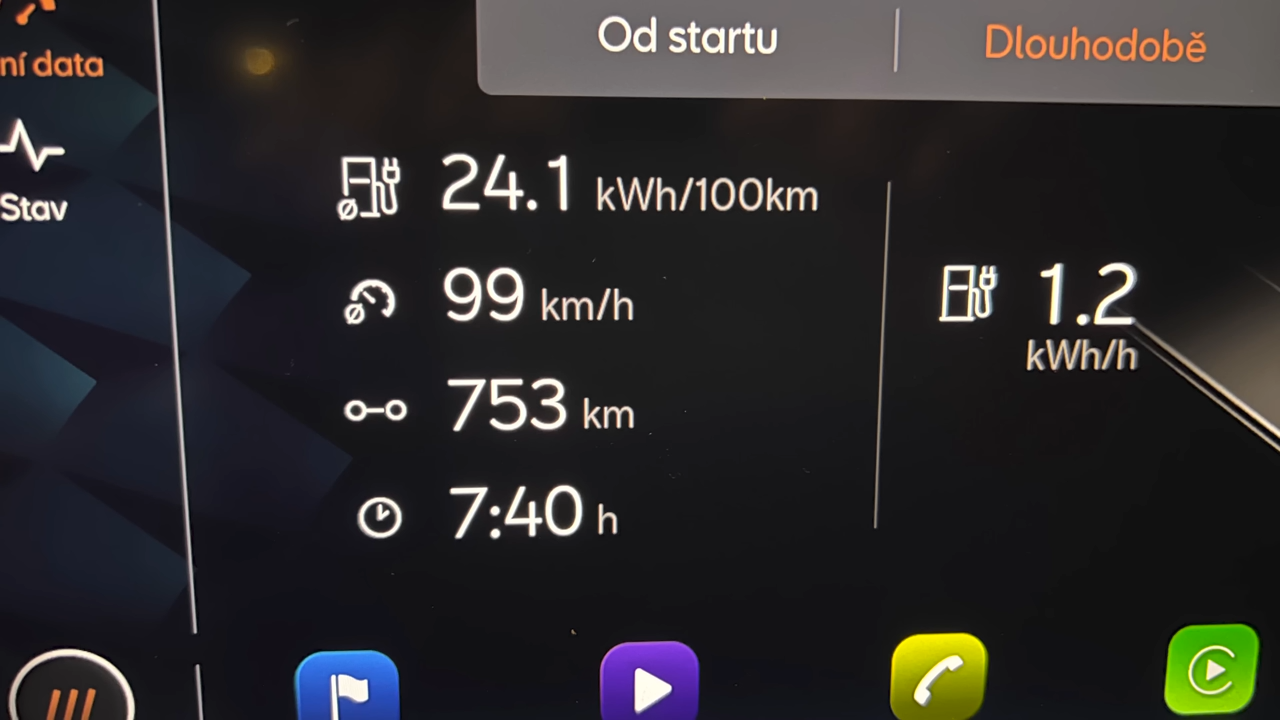 Od startu
Dlouhodobě
ní data
Stav
24.1 kWh/100km
99 km/h
753 km
7:40 h
1.2
kWh/h